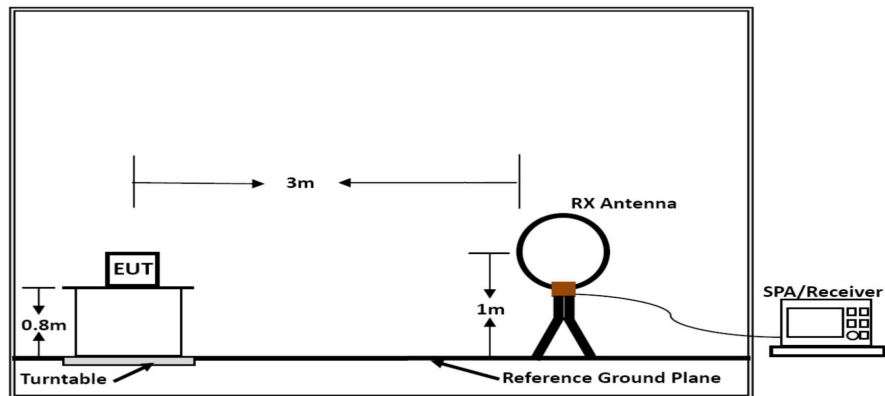 3m
RX Antenna
EUT
SPA/Receiver
0.8m
1m
Turntable
Reference Ground Plane